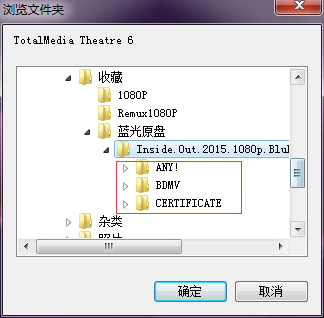 浏览文件夹
TotalMedia Theatre 6
收藏
1080P
Remux1080P
蓝光原盘
Inside.Out.2015.1080p.Blu
ANY!
BDMV
CERTIFICATE
杂类
确定
取消